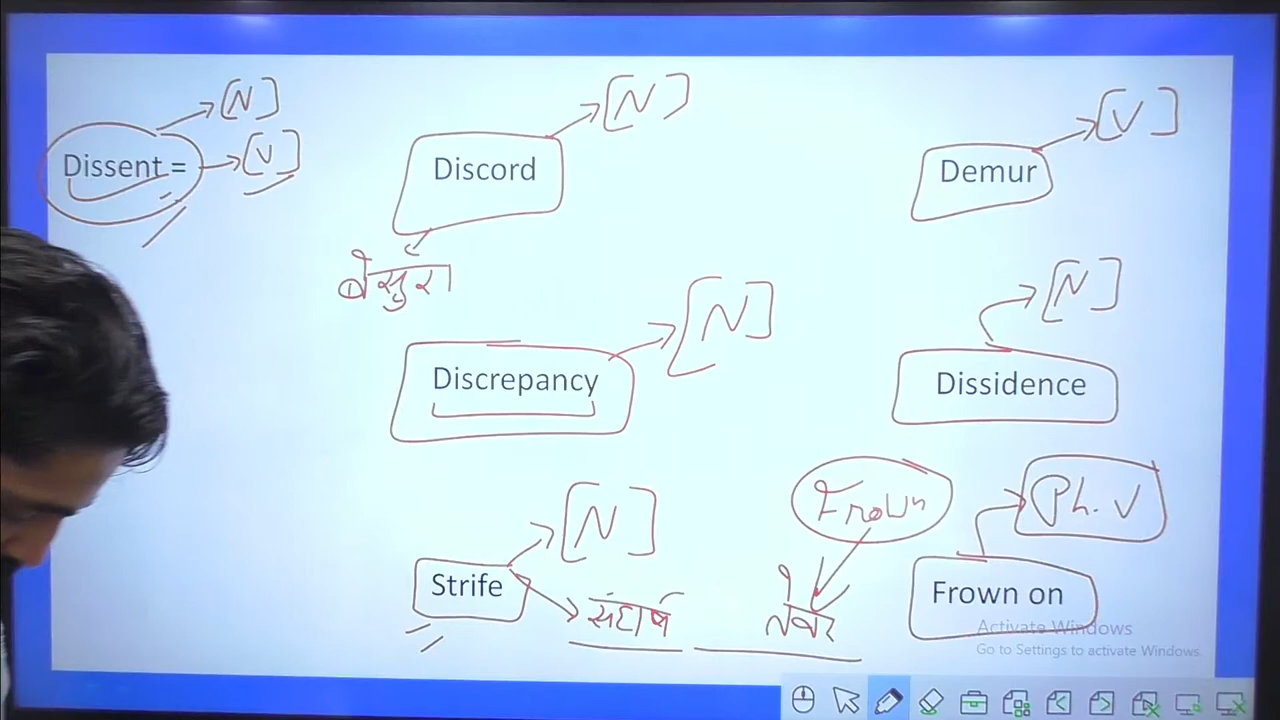 [N]
Dissent =
[V]
Discord
[N]
Demur
[V]
बेसुरा
Discrepancy
[N]
Dissidence
[N]
Strife
[N]
संघर्ष
Frown
तेवर
Ph. V
Frown on
Activate Windows
Go to Settings to activate Windows.